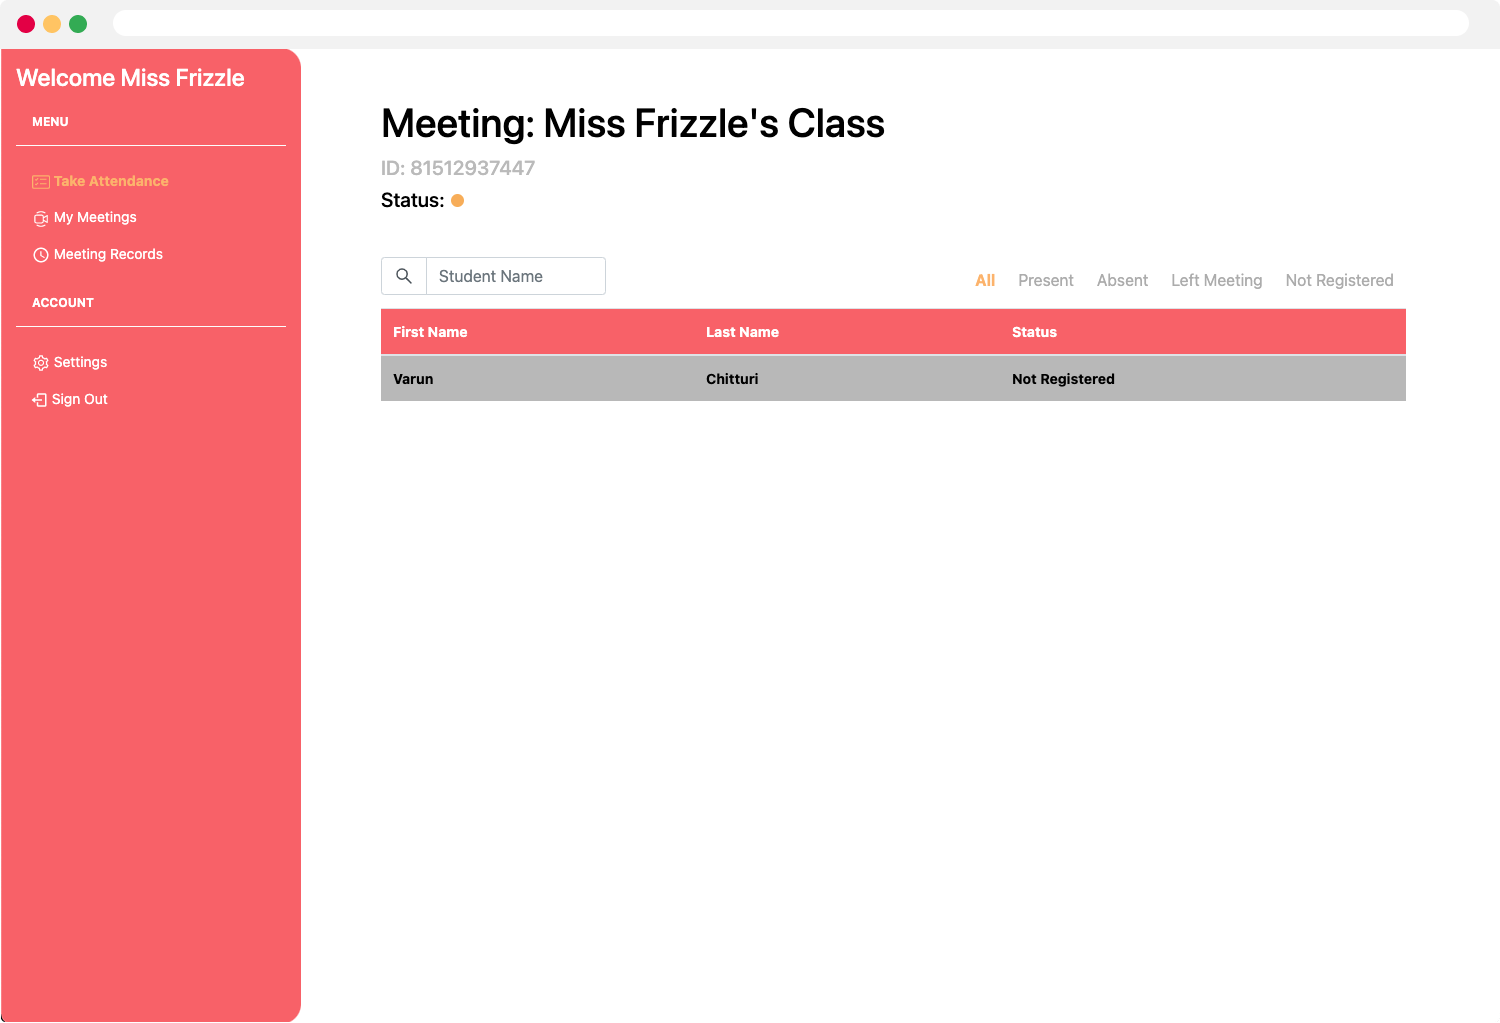 Welcome Miss Frizzle
MENU
Take Attendance
My Meetings
Meeting Records
ACCOUNT
Settings
Sign Out
Meeting: Miss Frizzle's Class
ID: 81512937447
Status:
Student Name
All Present Absent Left Meeting Not Registered
First Name Last Name Status
Varun Chitturi Not Registered